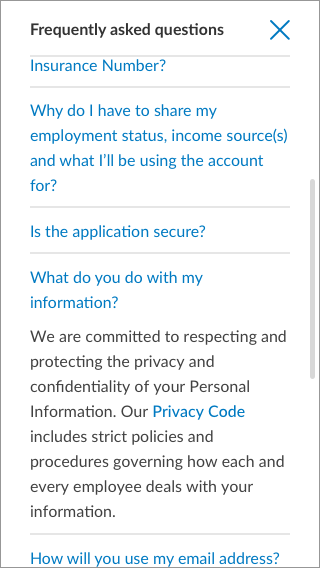 Frequently asked questions
Insurance Number?
Why do I have to share my
employment status, income source(s)
and what I'll be using the account
for?
Is the application secure?
What do you do with my
information?
We are committed to respecting and
protecting the privacy and
confidentiality of your Personal
Information. Our Privacy Code
includes strict policies and
procedures governing how each and
every employee deals with your
information.
How will you use my email address?